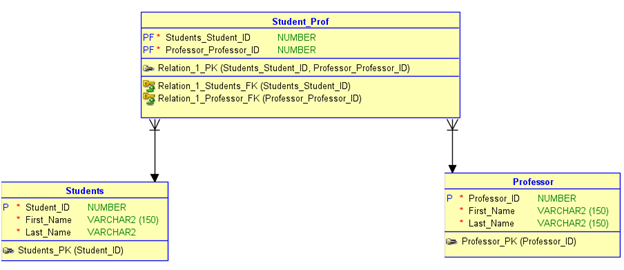 Student_Prof
PF * Students_Student_ID NUMBER
PF * Professor_Professor_ID NUMBER
Relation_1_PK (Students_Student_ID, Professor_Professor_ID)
Relation_1_Students_FK (Students_Student_ID)
Relation_1_Professor_FK (Professor_Professor_ID)
Students
P * Student_ID NUMBER
* First_Name VARCHAR2 (150)
* Last_Name VARCHAR2
Students_PK (Student_ID)
Professor
P * Professor_ID NUMBER
* First_Name VARCHAR2 (150)
* Last_Name VARCHAR2 (150)
Professor_PK (Professor_ID)